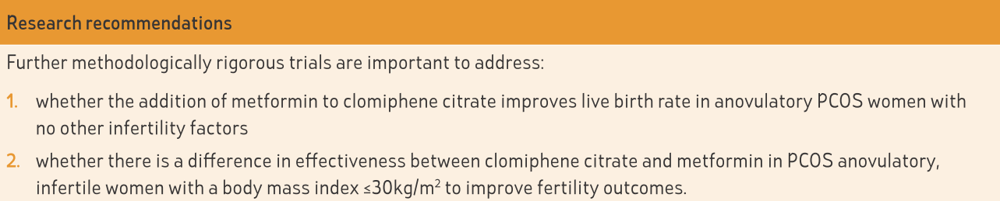 Research recommendations
Further methodologically rigorous trials are important to address:
1. whether the addition of metformin to clomiphene citrate improves live birth rate in anovulatory PCOS women with
no other infertility factors
2. whether there is a difference in effectiveness between clomiphene citrate and metformin in PCOS anovulatory,
infertile women with a body mass index ≤30kg/m² to improve fertility outcomes.